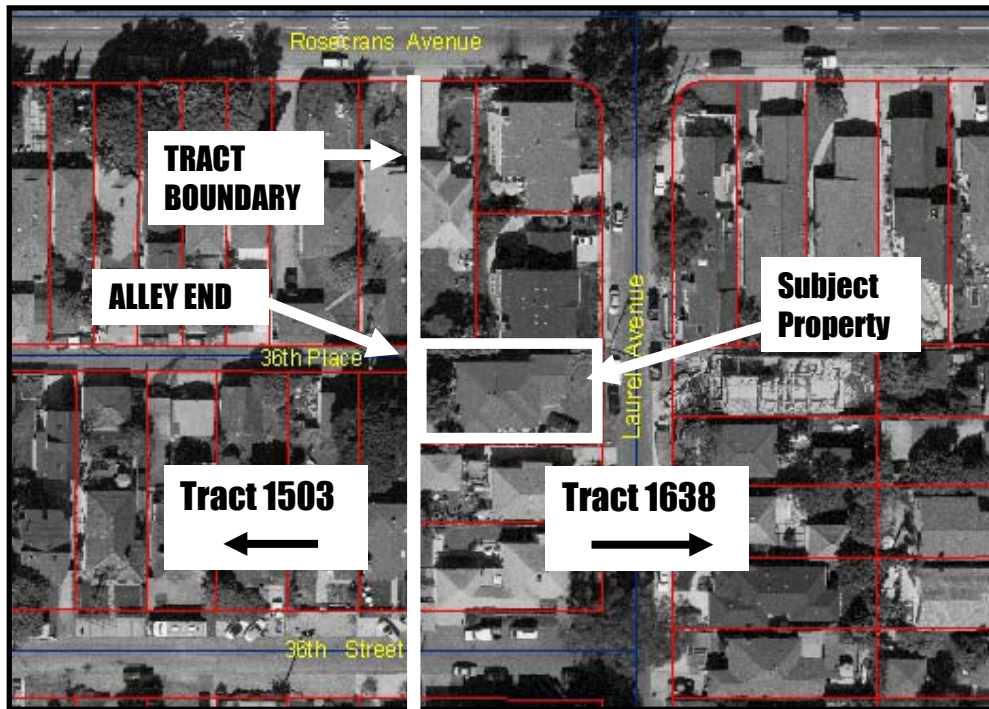 Rosecrans Avenue
TRACT
BOUNDARY
ALLEY END
Subject
Property
36th Place
Laurel Avenue
Tract 1503
Tract 1638
36th Street